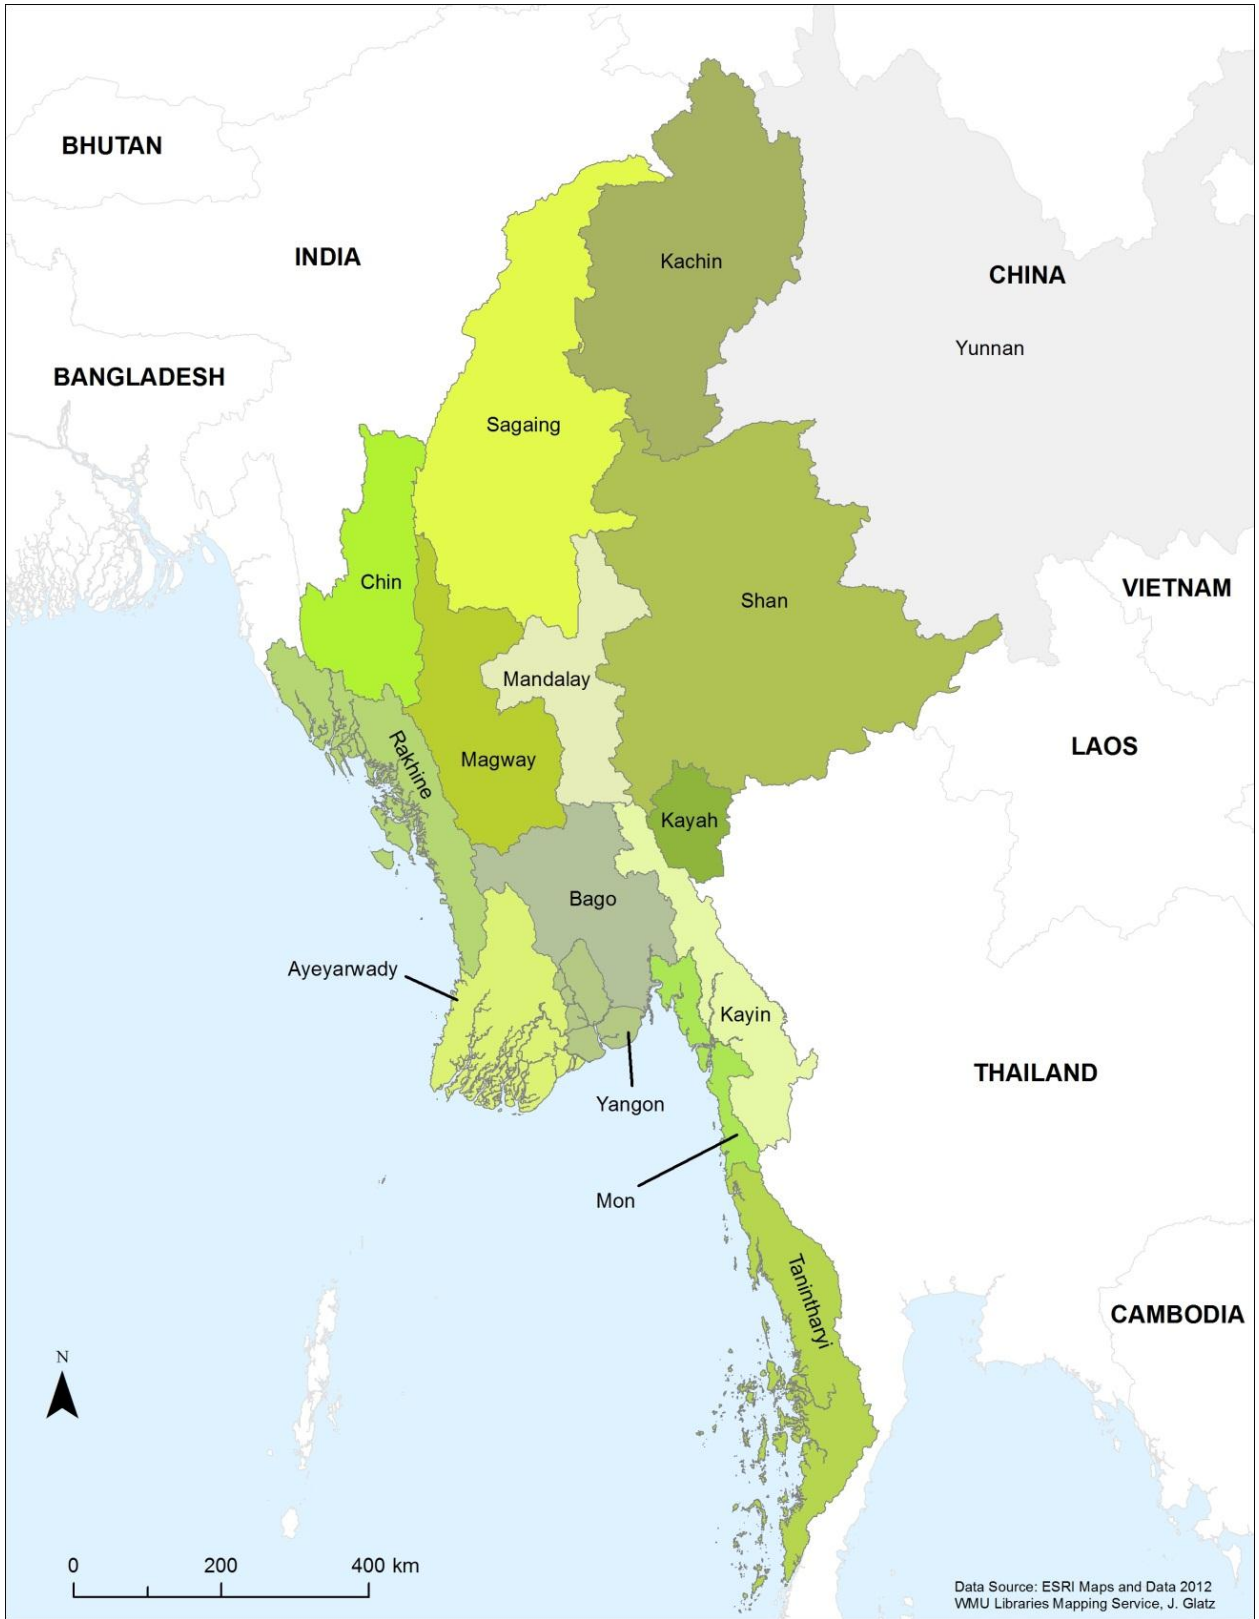 BHUTAN
INDIA
Kachin
CHINA
Yunnan
BANGLADESH
Sagaing
Chin
Shan
VIETNAM
Mandalay
Rakhine
Magway
LAOS
Kayah
Bago
Ayeyarwady
Kayin
THAILAND
Yangon
Mon
Tanintharyi
CAMBODIA
N
0 200 400 km
Data Source: ESRI Maps and Data 2012
WMU Libraries Mapping Service, J. Glatz